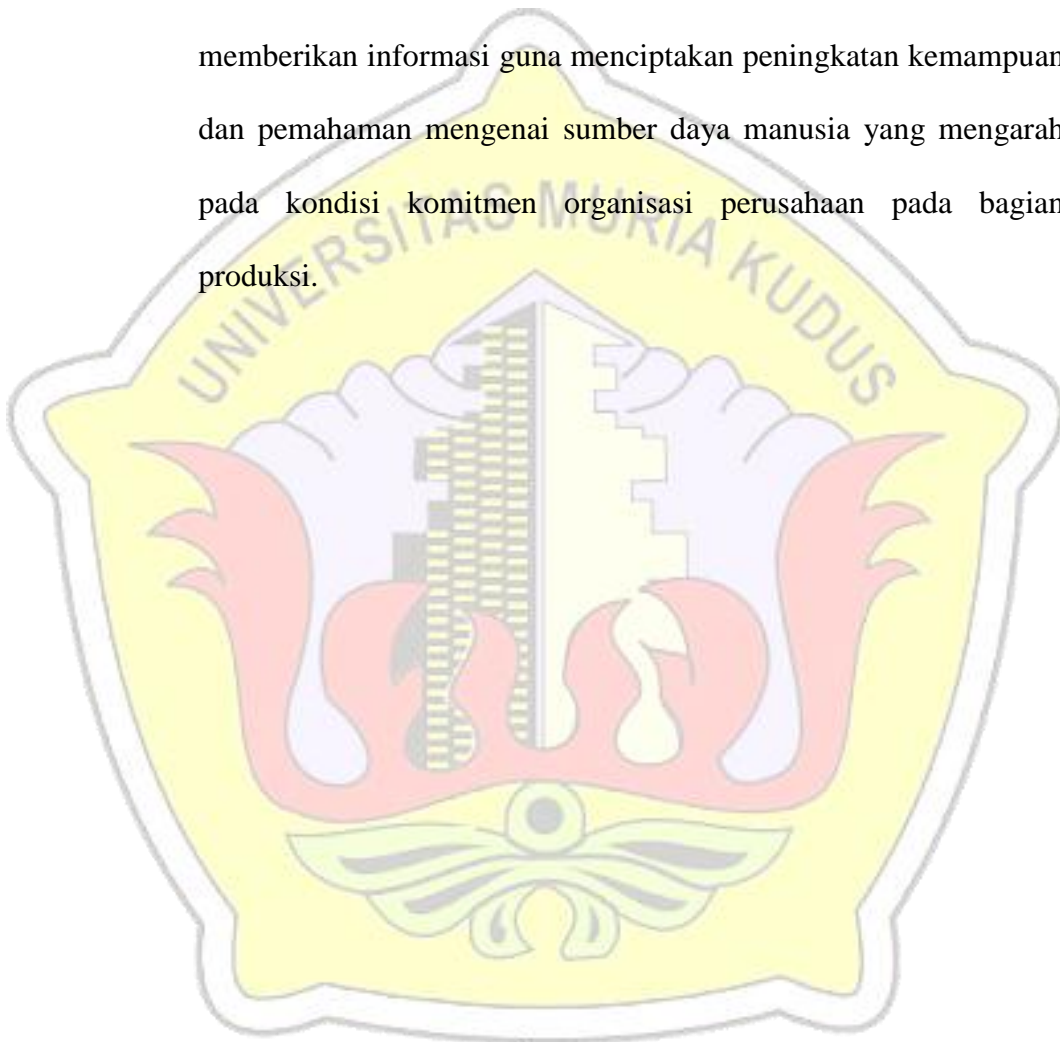 memberikan informasi guna menciptakan peningkatan kemampuan
dan pemahaman mengenai sumber daya manusia yang mengarah
pada kondisi komitmen organisasi perusahaan pada bagian
produksi.
UNIVERSITAS MURIA KUDUS